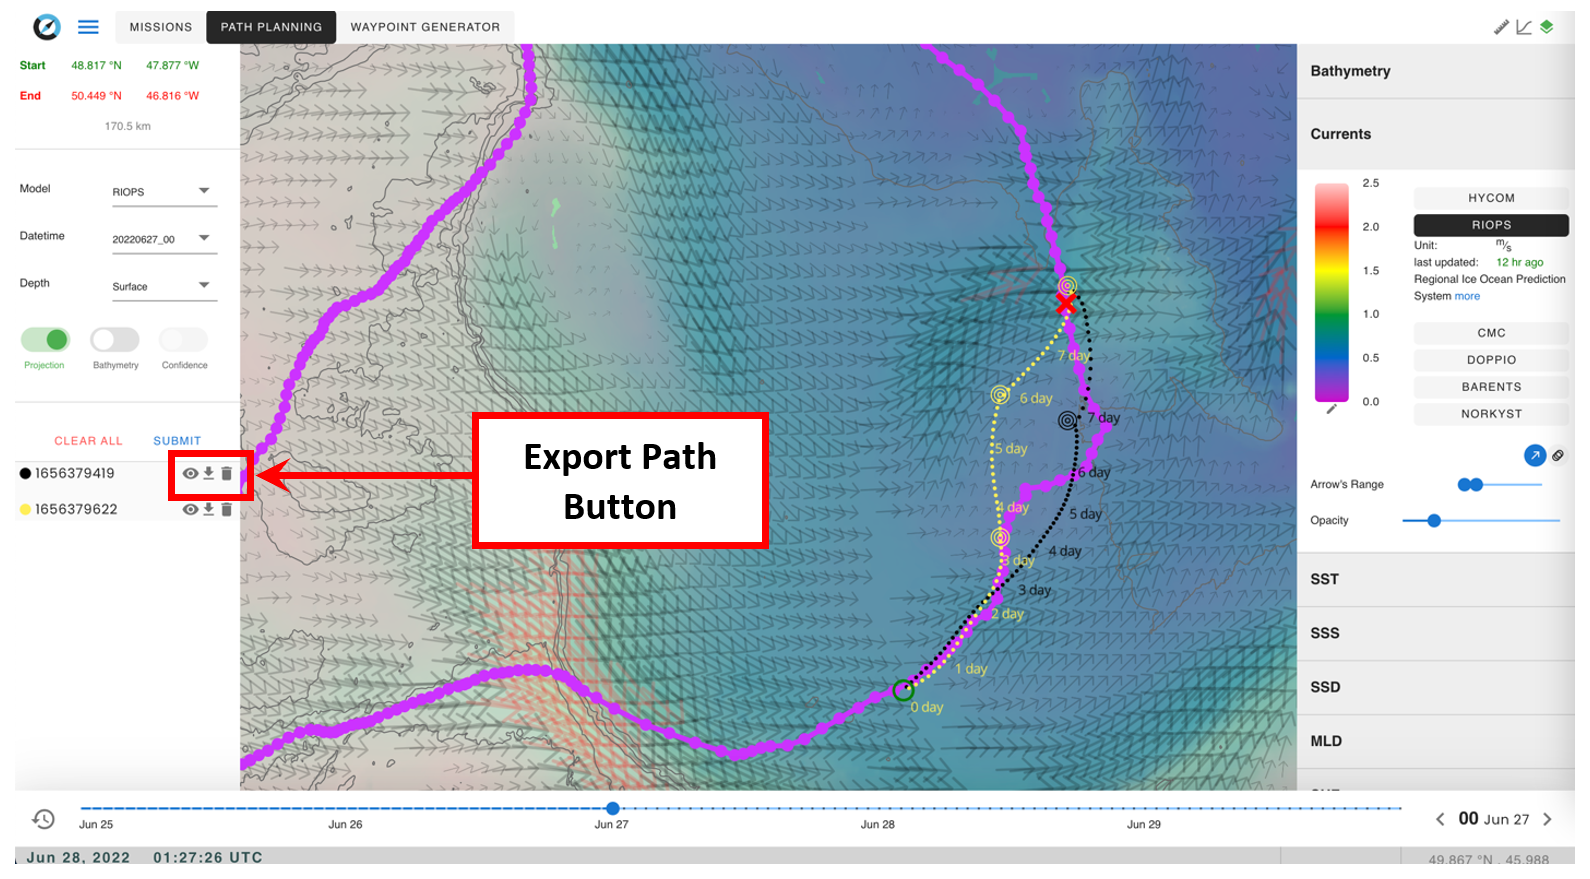 MISSIONS
PATH PLANNING
WAYPOINT GENERATOR
Start 48.817 °N 47.877 °W
End 50.449 °N 46.816 °W
170.5 km
Model RIOPS
Datetime 20220627_00
Depth Surface
Projection Bathymetry Confidence
CLEAR ALL SUBMIT
1656379419
1656379622
Export Path
Button
7 day
6 day
5 day
4 day
3 day
2 day
1 day
0 day
7 day
6 day
5 day
4 day
3 day
Bathymetry
Currents
2.5
2.0
1.5
1.0
0.5
0.0
HYCOM
RIOPS
Unit: m/s
last updated: 12 hr ago
Regional Ice Ocean Prediction
System more
CMC
DOPPIO
BARENTS
NORKYST
Arrow's Range
Opacity
SST
SSS
SSD
MLD
Jun 25 Jun 26 Jun 27 Jun 28 Jun 29
00 Jun 27
Jun 28, 2022 01:27:26 UTC
49.867 °N , 45.988